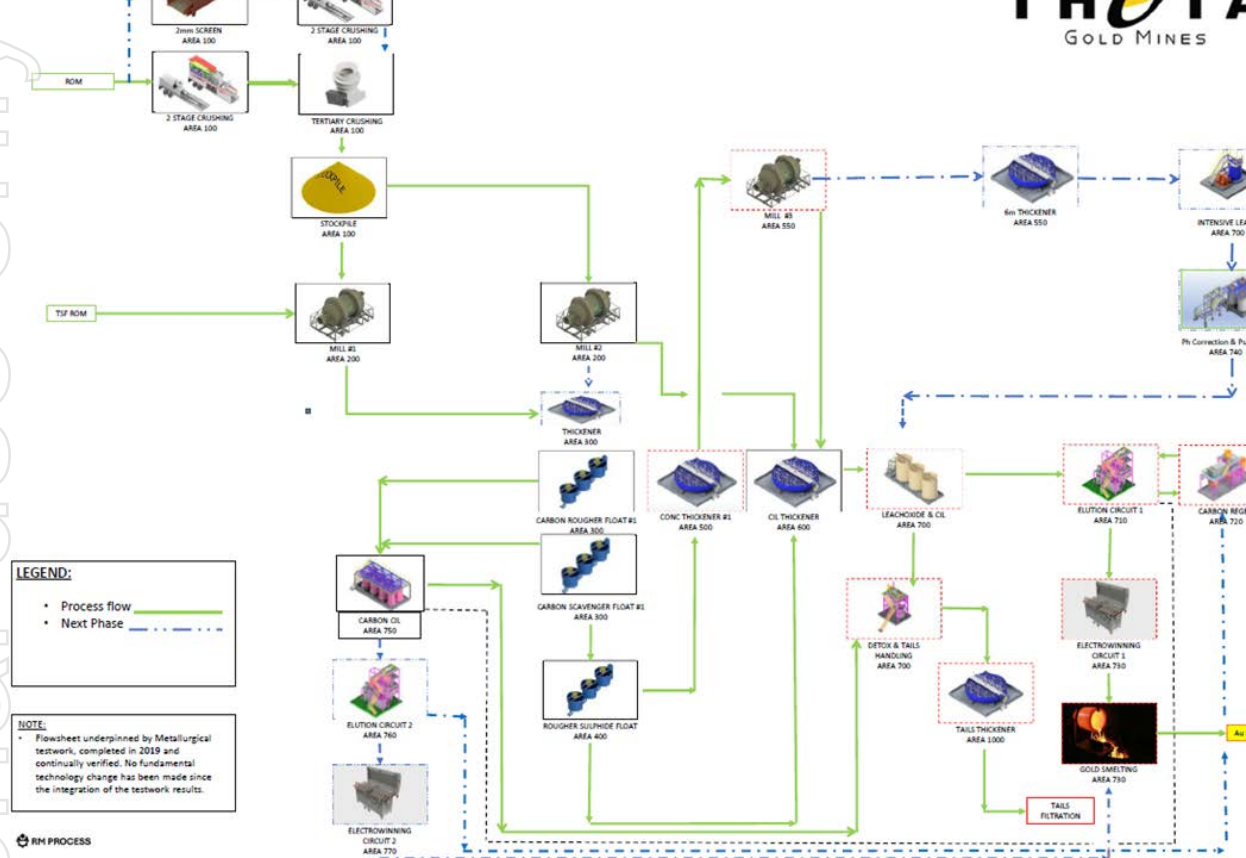 GOLD MINES
2mm SCREEN
AREA 100
2 STAGE CRUSHING
AREA 100
ROM
2 STAGE CRUSHING
AREA 100
TERTIARY CRUSHING
AREA 100
STOCKPILE
AREA 100
MILL #3
AREA 550
6m THICKENER
AREA 550
INTENSIVE LEA
AREA 700
TSF ROM
MILL #1
AREA 200
MILL #2
AREA 200
Ph Correction & Pu
AREA 740
THICKENER
AREA 300
CARBON ROUGHER FLOAT #1
AREA 300
CONC THICKENER #1
AREA 500
CIL THICKENER
AREA 600
LEACHOXIDE & CIL
AREA 700
ELUTION CIRCUIT 1
AREA 710
CARBON REGE
AREA 720
LEGEND:
• Process flow
• Next Phase
CARBON CIL
AREA 750
CARBON SCAVENGER FLOAT #1
AREA 300
DETOX & TAILS
HANDLING
AREA 700
ELECTROWINNING
CIRCUIT 1
AREA 730
NOTE:
• Flowsheet underpinned by Metallurgical
testwork, completed in 2019 and
continually verified. No fundamental
technology change has been made since
the integration of the testwork results.
ELUTION CIRCUIT 2
AREA 760
ROUGHER SULPHIDE FLOAT
AREA 400
TAILS THICKENER
AREA 1000
GOLD SMELTING
AREA 730
Au
TAILS
FILTRATION
ELECTROWINNING
CIRCUIT 2
AREA 770
RM PROCESS